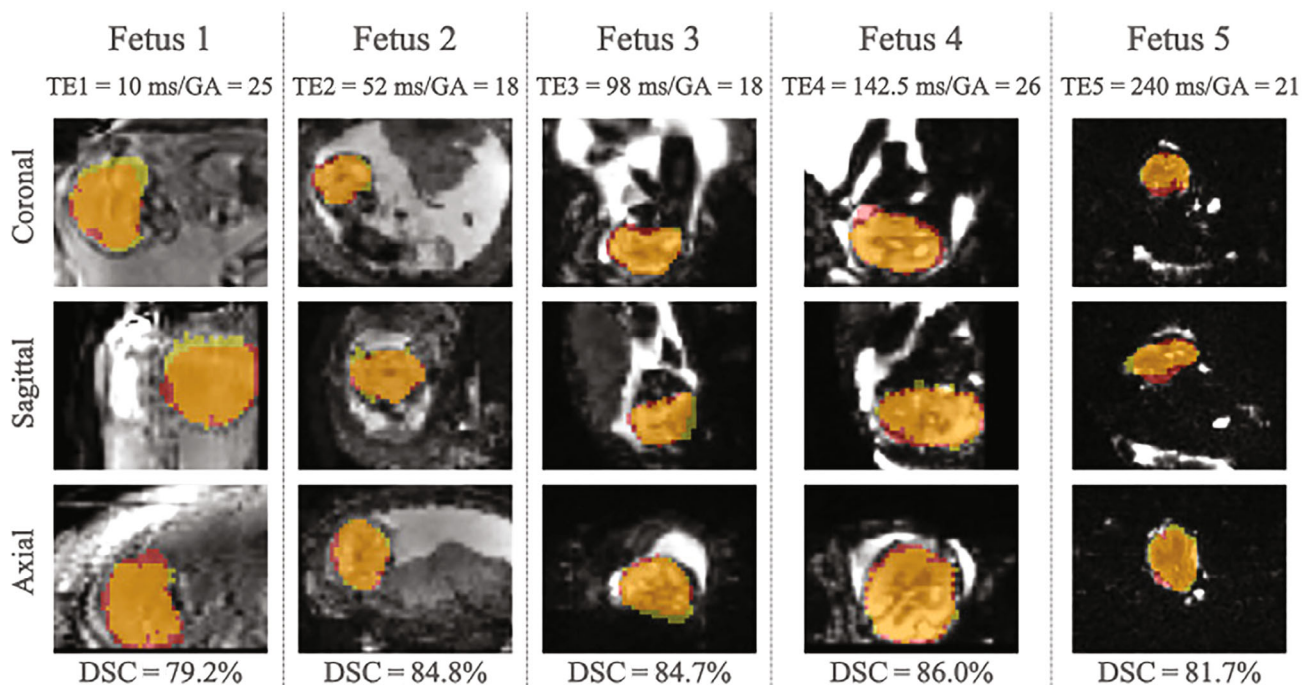 Fetus 1 Fetus 2 Fetus 3 Fetus 4 Fetus 5
TE1 = 10 ms/GA = 25 TE2 = 52 ms/GA = 18 TE3 = 98 ms/GA = 18 TE4 = 142.5 ms/GA = 26 TE5 = 240 ms/GA = 21
Coronal
Sagittal
Axial
DSC = 79.2% DSC = 84.8% DSC = 84.7% DSC = 86.0% DSC = 81.7%